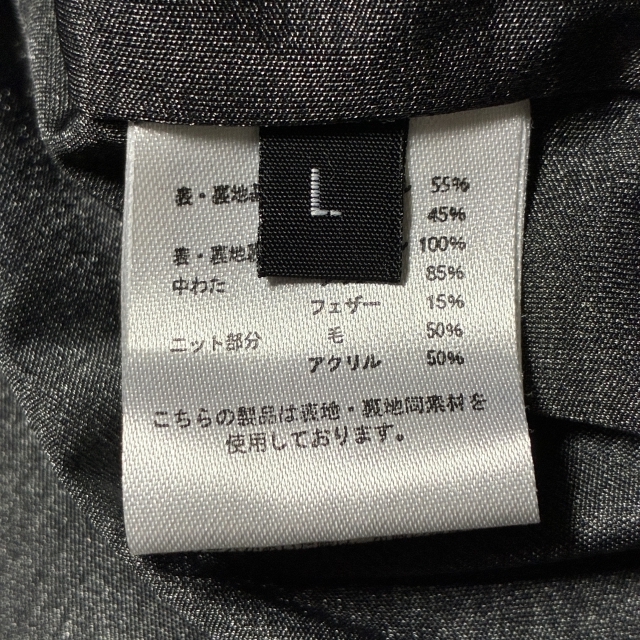 L
表・裏地 55%
45%
表・裏地 100%
中わた 85%
フェザー 15%
ニット部分 毛 50%
アクリル 50%
こちらの製品は表地・裏地同素材を
使用しております。